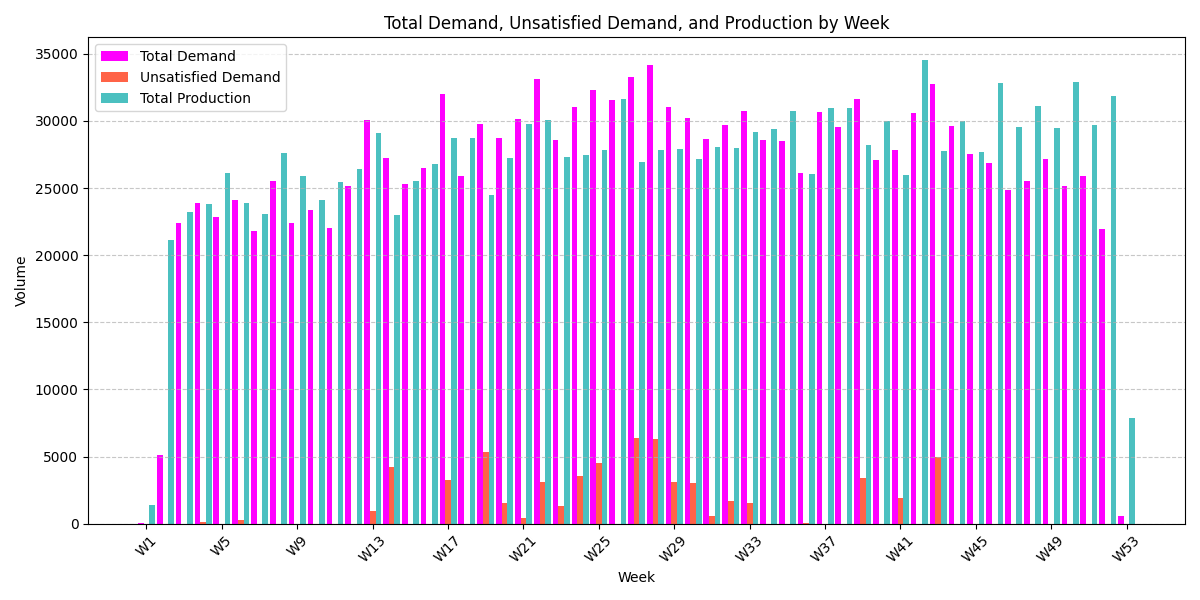 Total Demand, Unsatisfied Demand, and Production by Week
Total Demand
Unsatisfied Demand
Total Production
35000
30000
25000
20000
15000
10000
5000
0
Volume
W1
W5
W9
W13
W17
W21
W25
W29
W33
W37
W41
W45
W49
W53
Week